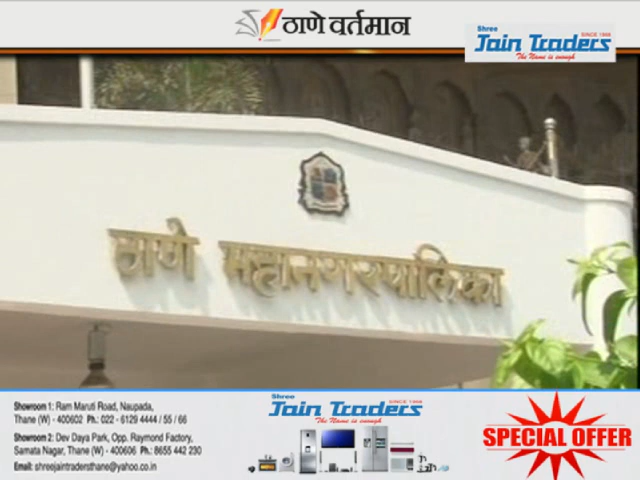 ठाणे वर्तमान
Shree
SINCE 1968
Jain Traders
The Name is enough
ठाणे महानगरपालिका
Showroom 1: Ram Maruti Road, Naupada,
Thane (W) - 400602 Ph.: 022 - 6129 4444 / 55 / 66
Showroom 2: Dev Daya Park, Opp. Raymond Factory,
Samata Nagar, Thane (W) - 400606 Ph.: 8655 442 230
Email: shreejaintradersthane@yahoo.co.in
Shree
SINCE 1968
Jain Traders
The Name is enough
SPECIAL OFFER